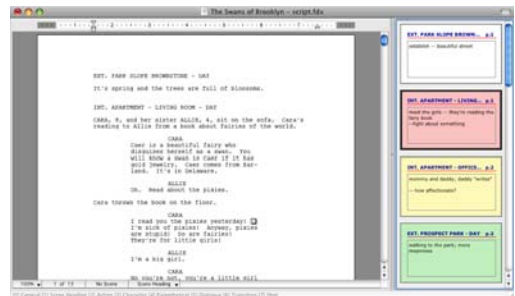 The Swans of Brooklyn - script.fdx
EXT. PARK SLOPE BROWNSTONE - DAY
It's spring and the trees are full of blossoms.
INT. APARTMENT - LIVING ROOM - DAY
CARA, 8, and her sister ALLIE, 4, sit on the sofa. Cara's
reading to Allie from a book about fairies of the world.
CARA
Caer is a beautiful fairy who
disguises herself as a swan. You
will know a swan is Caer if it has
gold jewelry. Caer comes from Ear-
land. It's in Delaware.
ALLIE
Oh. Read about the pixies.
Cara throws the book on the floor.
CARA
I read you the pixies yesterday!
I'm sick of pixies! Anyway, pixies
are stupid! So are fairies!
They're for little girls!
ALLIE
I'm a big girl.
CARA
No you're not, you're a little girl
100%
1 of 13
No Scene
Scene Heading
EXT. PARK SLOPE BROWN... p.1
establish -- beautiful street
INT. APARTMENT - LIVING... p.1
meet the girls -- they're reading the
fairy book
--fight about something
INT. APARTMENT - OFFICE... p.2
mommy and daddy, daddy "writes"
-- how affectionate?
EXT. PROSPECT PARK - DAY p.2
walking to the park, more